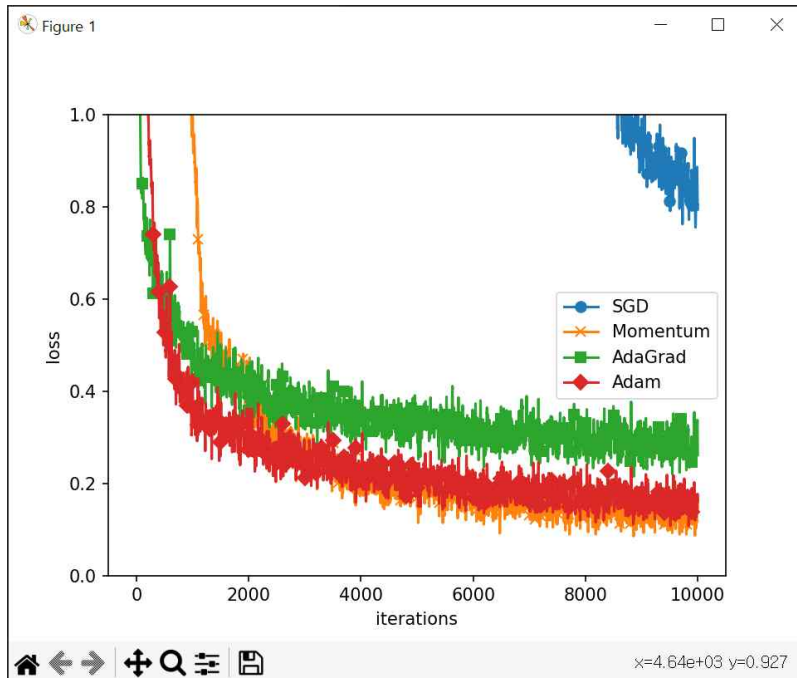 Figure 1
1.0
0.8
0.6
0.4
0.2
0.0
loss
SGD
Momentum
AdaGrad
Adam
0 2000 4000 6000 8000 10000
iterations
x=4.64e+03 y=0.927